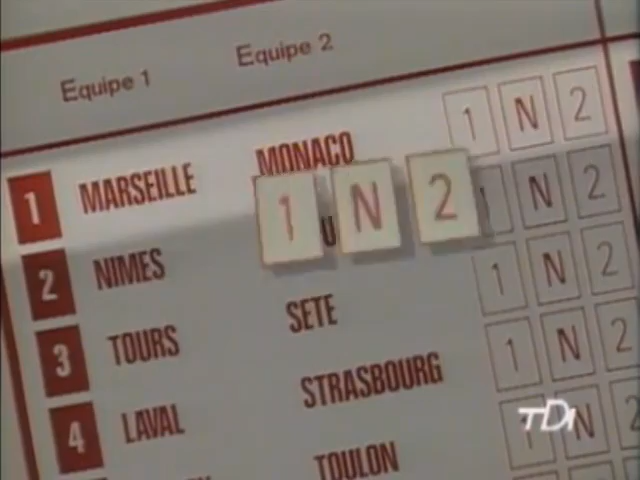 Equipe 1 Equipe 2
1 MARSEILLE MONACO 1 N 2
1 N 2
2 NIMES N 2
3 TOURS SETE 1 N 2
4 LAVAL STRASBOURG 1 N 2
TOULON 1 N 2
TDI